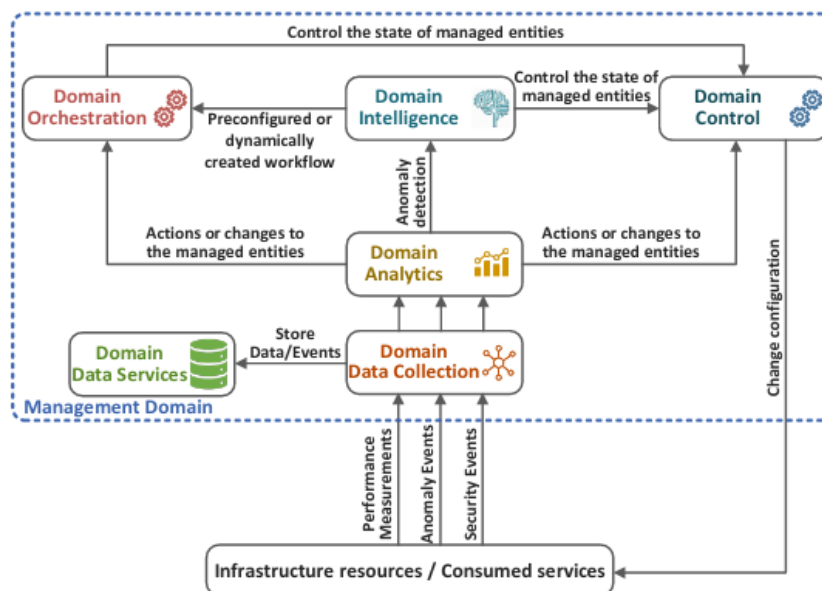 Control the state of managed entities
Domain
Orchestration
Domain
Intelligence
Control the state of
managed entities
Domain
Control
Preconfigured or
dynamically
created workflow
Anomaly
detection
Actions or changes to
the managed entities
Domain
Analytics
Actions or changes to
the managed entities
Change configuration
Domain
Data Services
Store
Data/Events
Domain
Data Collection
Management Domain
Performance
Measurements
Anomaly Events
Security Events
Infrastructure resources / Consumed services